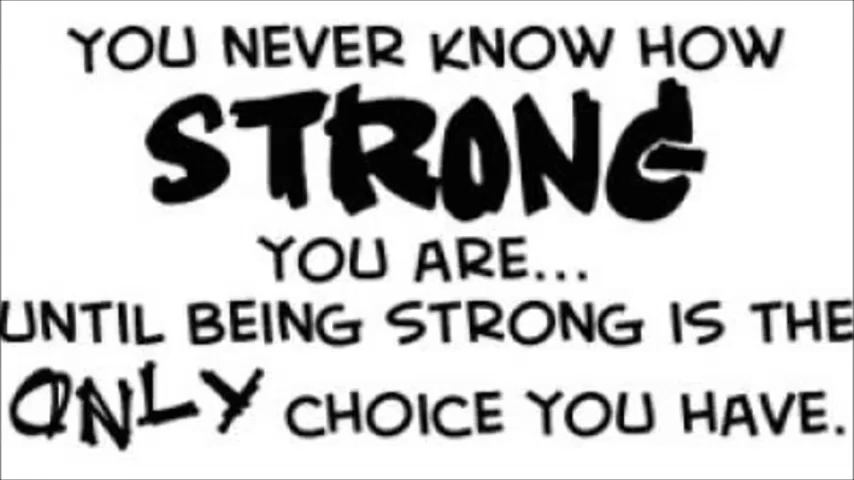 YOU NEVER KNOW HOW
STRONG
YOU ARE...
UNTIL BEING STRONG IS THE
ONLY CHOICE YOU HAVE.